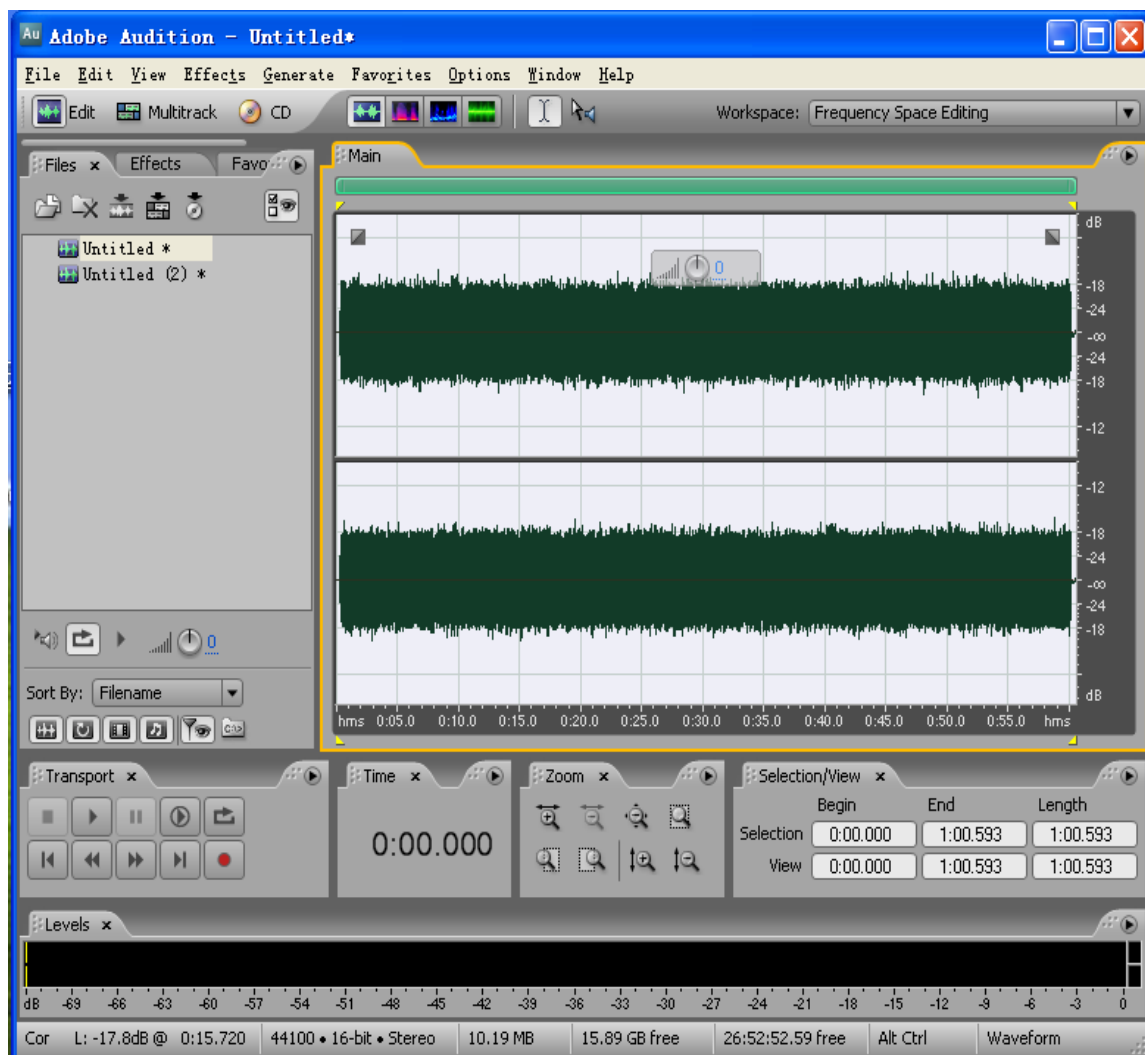 Au Adobe Audition - Untitled*
File Edit View Effects Generate Favorites Options Window Help
Edit Multitrack CD Workspace: Frequency Space Editing
Files Effects Favo
Untitled *
Untitled (2) *
0
Sort By: Filename
Main
0
dB
-18
-24
-∞
-24
-18
-12
-12
-18
-24
-∞
-24
-18
dB
hms 0:05.0 0:10.0 0:15.0 0:20.0 0:25.0 0:30.0 0:35.0 0:40.0 0:45.0 0:50.0 0:55.0 hms
Transport
Time
0:00.000
Zoom
Selection/View
Begin End Length
Selection 0:00.000 1:00.593 1:00.593
View 0:00.000 1:00.593 1:00.593
Levels
dB -69 -66 -63 -60 -57 -54 -51 -48 -45 -42 -39 -36 -33 -30 -27 -24 -21 -18 -15 -12 -9 -6 -3 0
Cor L: -17.8dB @ 0:15.720 44100 • 16-bit • Stereo 10.19 MB 15.89 GB free 26:52:52.59 free Alt Ctrl Waveform